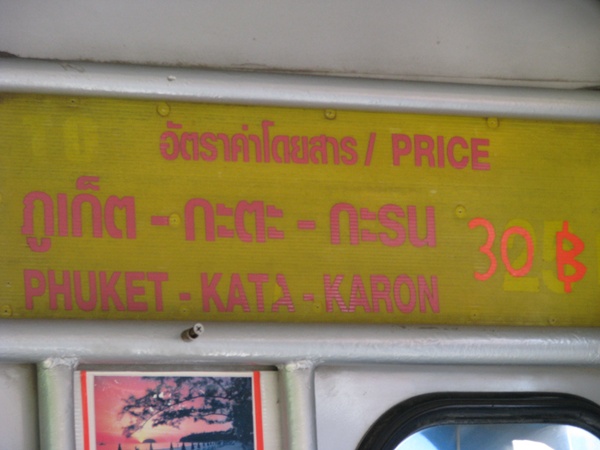 อัตราค่าโดยสาร / PRICE
ภูเก็ต - กะตะ - กะรน 30฿
PHUKET - KATA - KARON